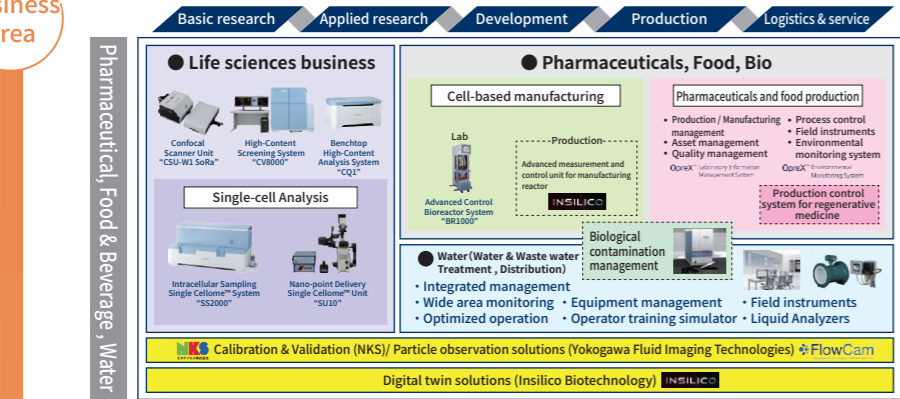 siness
rea
Basic research
Applied research
Development
Production
Logistics & service
Pharmaceutical, Food & Beverage , Water
● Life sciences business
Confocal
Scanner Unit
“CSU-W1 SoRa”
High-Content
Screening System
“CV8000”
Benchtop
High-Content
Analysis System
“CQ1”
Single-cell Analysis
Intracellular Sampling
Single Cellome™ System
“SS2000”
Nano-point Delivery
Single Cellome™ Unit
“SU10”
● Pharmaceuticals, Food, Bio
Cell-based manufacturing
Lab
Advanced Control
Bioreactor System
“BR1000”
Production
Advanced measurement and
control unit for manufacturing
reactor
INSILICO
Pharmaceuticals and food production
• Production / Manufacturing
management
• Asset management
• Quality management
OpreX™ Laboratory Information
Management System
• Process control
• Field instruments
• Environmental
monitoring system
OpreX™ Environmental
Monitoring System
Production control
system for regenerative
medicine
Biological
contamination
management
● Water(Water & Waste water
Treatment , Distribution)
・Integrated management
・Wide area monitoring
・Optimized operation
・Equipment management
・Operator training simulator
・Field instruments
・Liquid Analyzers
NKS Calibration & Validation (NKS)/ Particle observation solutions (Yokogawa Fluid Imaging Technologies) FlowCam
Digital twin solutions (Insilico Biotechnology) INSILICO